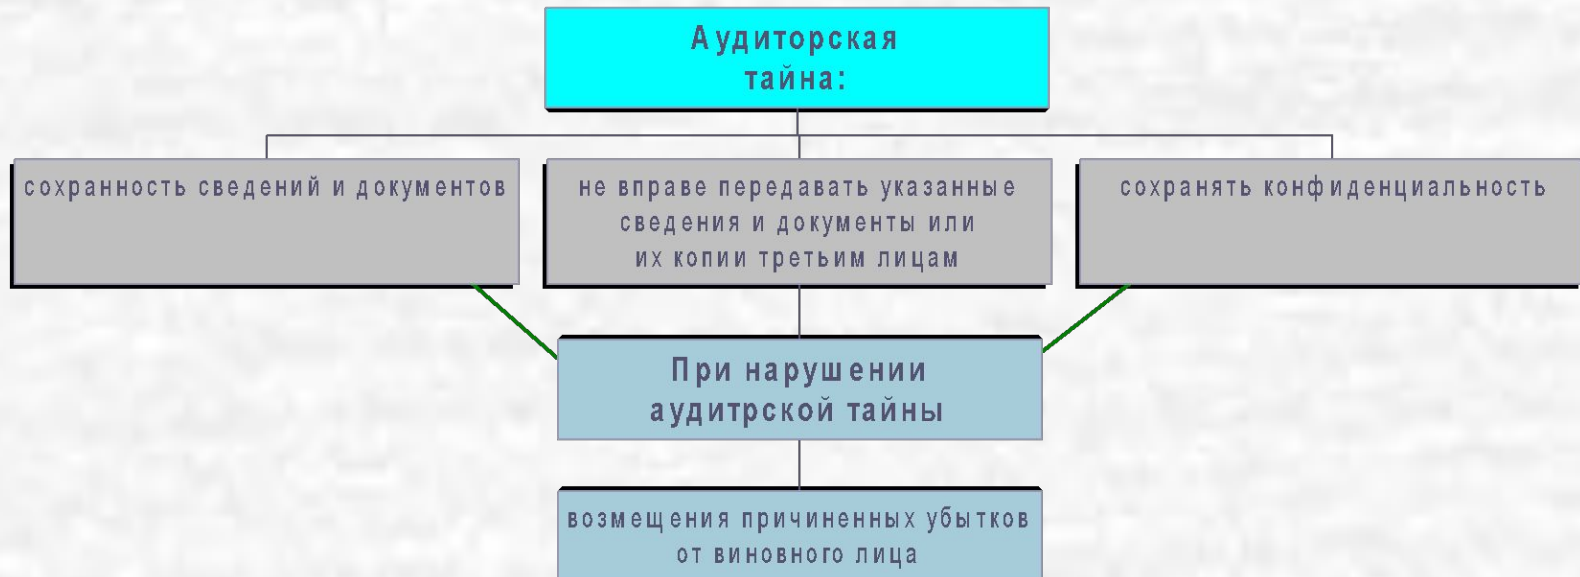 Аудиторская
тайна:
сохранность сведений и документов
не вправе передавать указанные
сведения и документы или
их копии третьим лицам
сохранять конфиденциальность
При нарушении
аудитрской тайны
возмещения причиненных убытков
от виновного лица